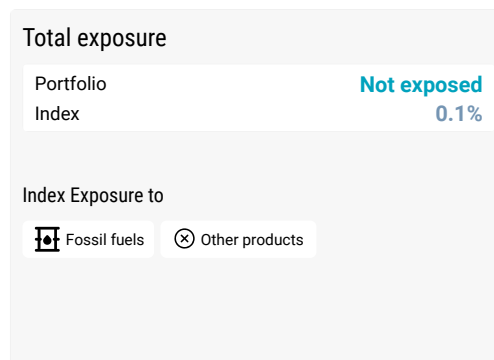 Total exposure
Portfolio Not exposed
Index 0.1%
Index Exposure to
Fossil fuels Other products